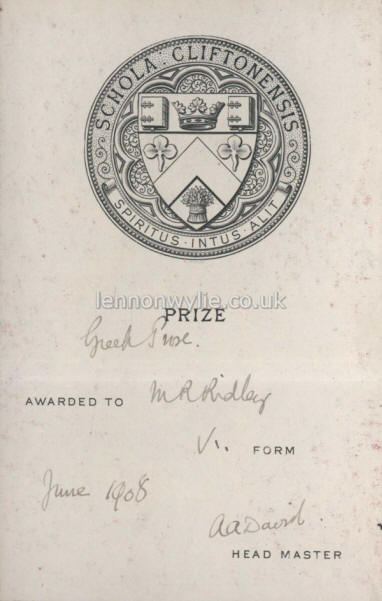 SCHOLA · CLIFTONENSIS
SPIRITUS · INTUS · ALIT
lennonwylie.co.uk
PRIZE
Greek Prose.
AWARDED TO M R Ridley
VI. FORM
June 1908
A A David.
HEAD MASTER